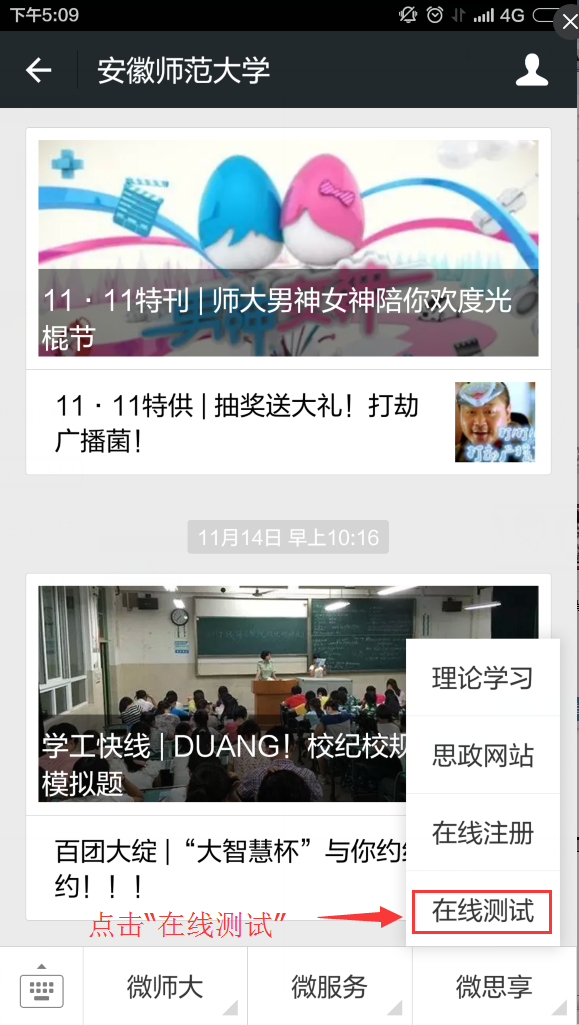 下午5:09
4G
安徽师范大学
11 · 11特刊 | 师大男神女神陪你欢度光
棍节
11 · 11特供 | 抽奖送大礼！打劫
广播菌！
11月14日 早上10:16
学工快线 | DUANG！校纪校规
模拟题
百团大绽 | “大智慧杯”与你约
约！！！
理论学习
思政网站
在线注册
在线测试
点击“在线测试”
微师大
微服务
微思享